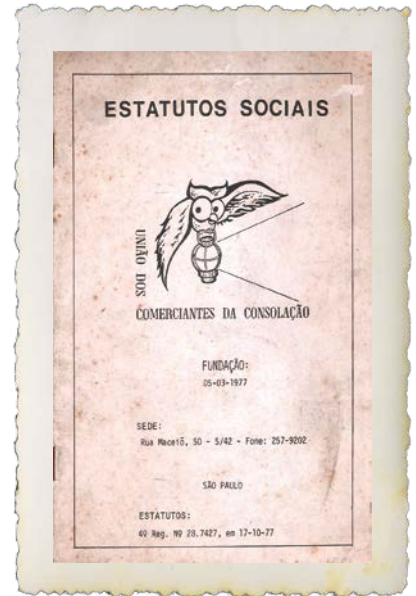 ESTATUTOS SOCIAIS
UNIÃO DOS
COMERCIANTES DA CONSOLAÇÃO
FUNDAÇÃO:
05-03-1977
SEDE:
Rua Maceiō, 50 - S/42 - Fone: 257-9202
SÃO PAULO
ESTATUTOS:
4º Reg. Nº 28.7427, em 17-10-77